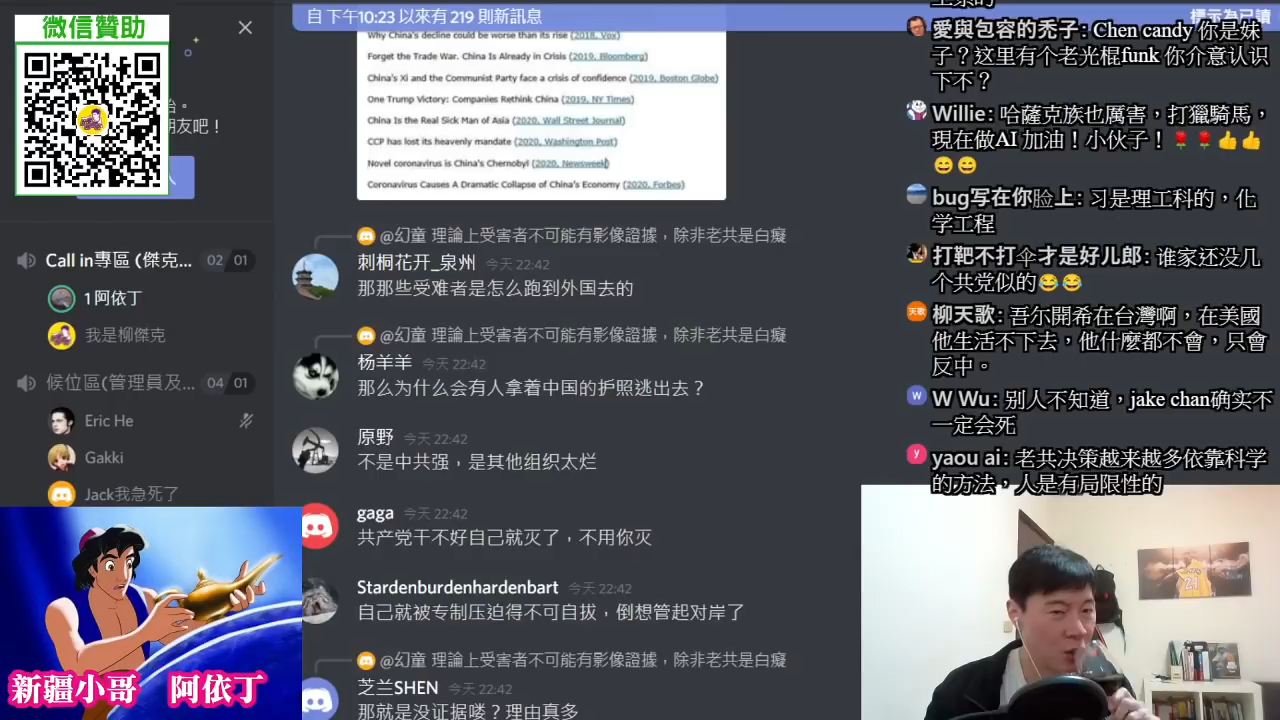 微信贊助
始。
朋友吧！
Call in專區 (傑克... 02 01
1 阿依丁
我是柳傑克
候位區(管理員及... 04 01
Eric He
Gakki
Jack我急死了
新疆小哥 阿依丁
自 下午10:23 以來有 219 則新訊息
標示為已讀
Why China's decline could be worse than its rise (2018, Vox)
Forget the Trade War. China Is Already in Crisis (2019, Bloomberg)
China's Xi and the Communist Party face a crisis of confidence (2019, Boston Globe)
One Trump Victory: Companies Rethink China (2019, NY Times)
China Is the Real Sick Man of Asia (2020, Wall Street Journal)
CCP has lost its heavenly mandate (2020, Washington Post)
Novel coronavirus is China's Chernobyl (2020, Newsweek)
Coronavirus Causes A Dramatic Collapse of China's Economy (2020, Forbes)
@幻童 理論上受害者不可能有影像證據，除非老共是白癡
刺桐花开_泉州 今天 22:42
那那些受难者是怎么跑到外国去的
@幻童 理論上受害者不可能有影像證據，除非老共是白癡
杨羊羊 今天 22:42
那么为什么会有人拿着中国的护照逃出去？
原野 今天 22:42
不是中共强，是其他组织太烂
gaga 今天 22:42
共产党干不好自己就灭了，不用你灭
Stardenburdenhardenbart 今天 22:42
自己就被专制压迫得不可自拔，倒想管起对岸了
@幻童 理論上受害者不可能有影像證據，除非老共是白癡
芝兰SHEN 今天 22:42
那就是没证据喽？理由真多
愛與包容的禿子: Chen candy 你是妹
子？这里有个老光棍funk 你介意认识
下不？
Willie: 哈薩克族也厲害，打獵騎馬，
現在做AI 加油！小伙子！🌹🌹👍👍
😄😄
bug写在你脸上: 习是理工科的，化
学工程
打靶不打伞才是好儿郎: 谁家还没几
个共党似的😂😂
天歌
柳天歌: 吾尔開希在台灣啊，在美國
他生活不下去，他什麼都不會，只會
反中。
W
W Wu: 别人不知道，jake chan确实不
一定会死
y
yaou ai: 老共决策越来越多依靠科学
的方法，人是有局限性的